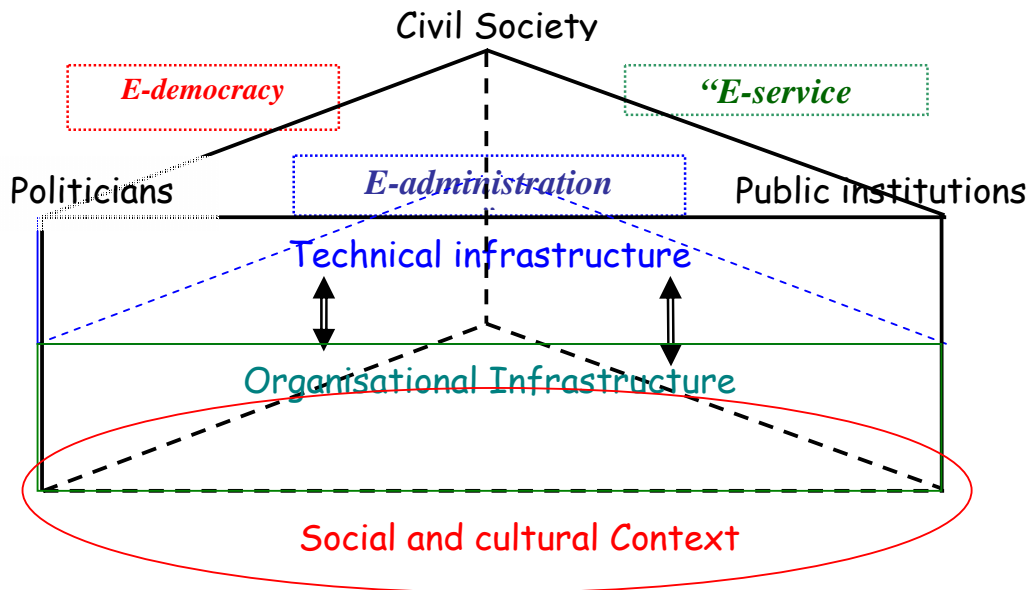 Civil Society
E-democracy
“E-service
Politicians
E-administration
Public institutions
Technical infrastructure
Organisational Infrastructure
Social and cultural Context